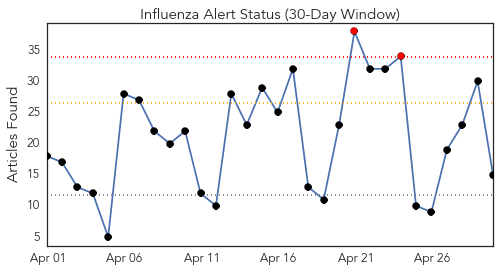 Influenza Alert Status (30-Day Window)
Articles Found
35
30
25
20
15
10
5
Apr 01 Apr 06 Apr 11 Apr 16 Apr 21 Apr 26